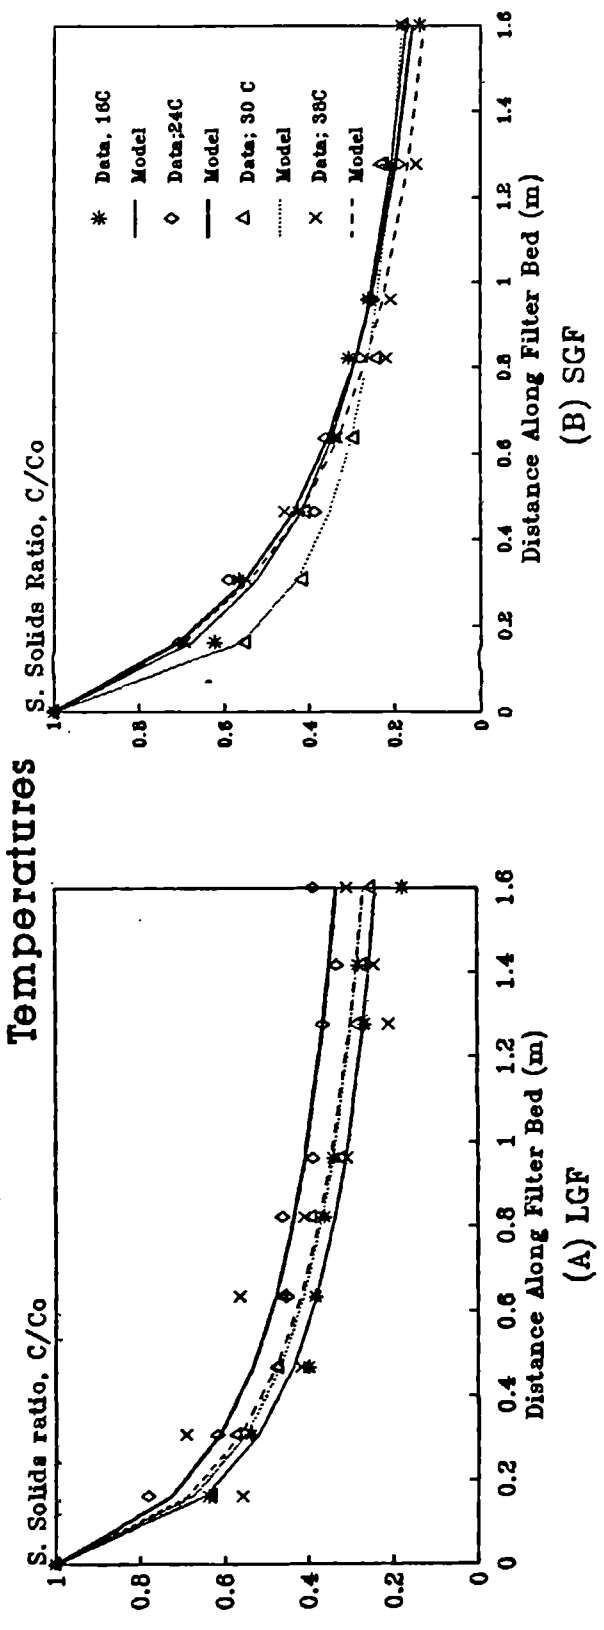 Temperatures
S. Solids ratio, C/Co
1
0.8
0.6
0.4
0.2
0
0 0.2 0.4 0.6 0.8 1 1.2 1.4 1.6
Distance Along Filter Bed (m)
(A) LGF
S. Solids Ratio, C/Co
1
0.8
0.6
0.4
0.2
0
0 0.2 0.4 0.6 0.8 1 1.2 1.4 1.6
Data, 16C
Model
Data;24C
Model
Data; 30 C
Model
Data; 38C
Model
Distance Along Filter Bed (m)
(B) SGF